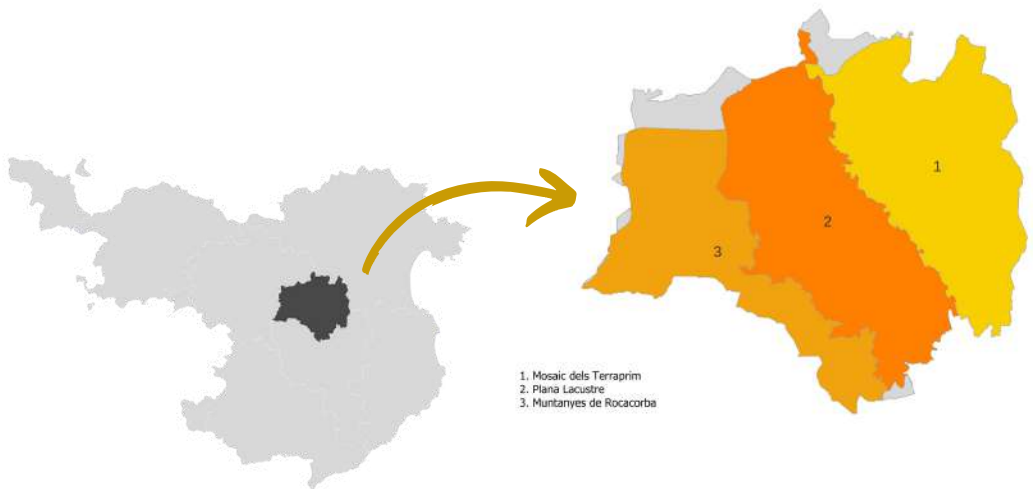 1
2
3
1. Mosaic dels Terraprim
2. Plana Lacustre
3. Muntanyes de Rocacorba